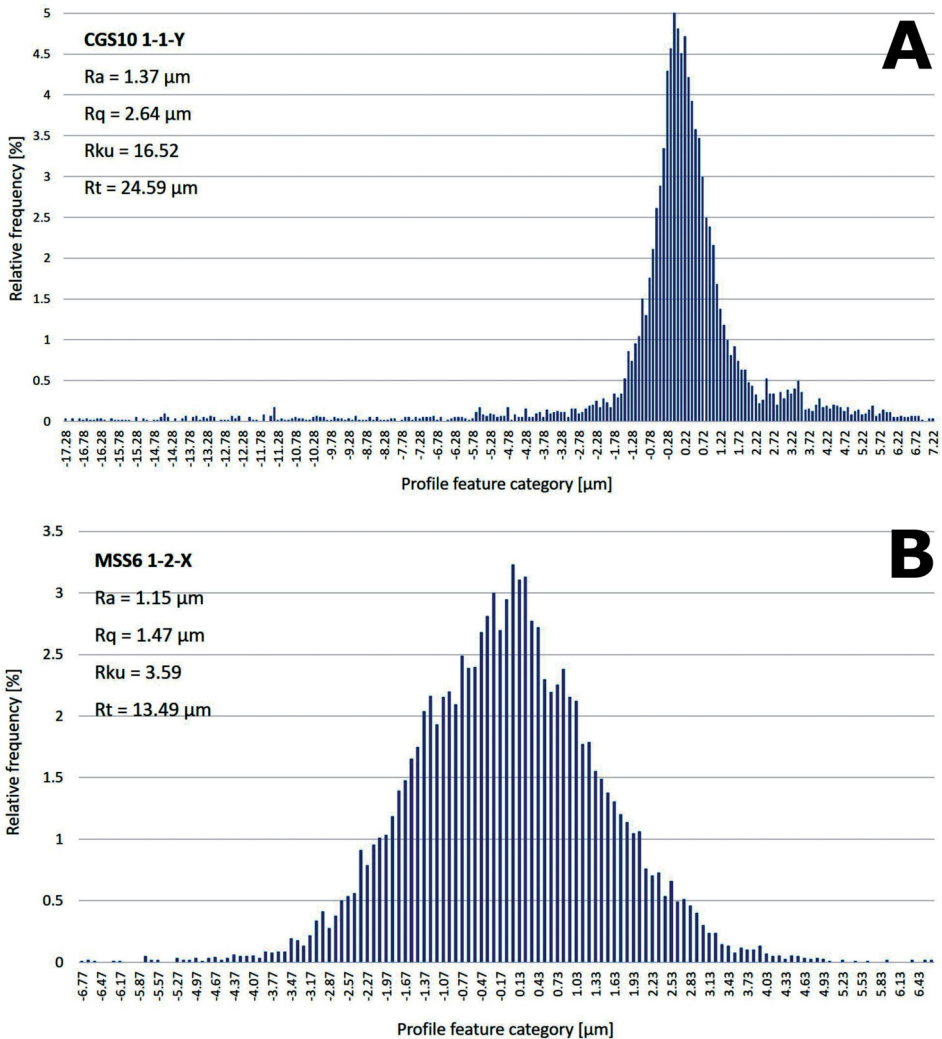 A
CGS10 1-1-Y
Ra = 1.37 µm
Rq = 2.64 µm
Rku = 16.52
Rt = 24.59 µm
Relative frequency [%]
5
4.5
4
3.5
3
2.5
2
1.5
1
0.5
0
-17.28 -16.78 -16.28 -15.78 -15.28 -14.78 -14.28 -13.78 -13.28 -12.78 -12.28 -11.78 -11.28 -10.78 -10.28 -9.78 -9.28 -8.78 -8.28 -7.78 -7.28 -6.78 -6.28 -5.78 -5.28 -4.78 -4.28 -3.78 -3.28 -2.78 -2.28 -1.78 -1.28 -0.78 -0.28 0.22 0.72 1.22 1.72 2.22 2.72 3.22 3.72 4.22 4.72 5.22 5.72 6.22 6.72 7.22
Profile feature category [µm]
B
MSS6 1-2-X
Ra = 1.15 µm
Rq = 1.47 µm
Rku = 3.59
Rt = 13.49 µm
Relative frequency [%]
3.5
3
2.5
2
1.5
1
0.5
0
-6.77 -6.47 -6.17 -5.87 -5.57 -5.27 -4.97 -4.67 -4.37 -4.07 -3.77 -3.47 -3.17 -2.87 -2.57 -2.27 -1.97 -1.67 -1.37 -1.07 -0.77 -0.47 -0.17 0.13 0.43 0.73 1.03 1.33 1.63 1.93 2.23 2.53 2.83 3.13 3.43 3.73 4.03 4.33 4.63 4.93 5.23 5.53 5.83 6.13 6.43
Profile feature category [µm]